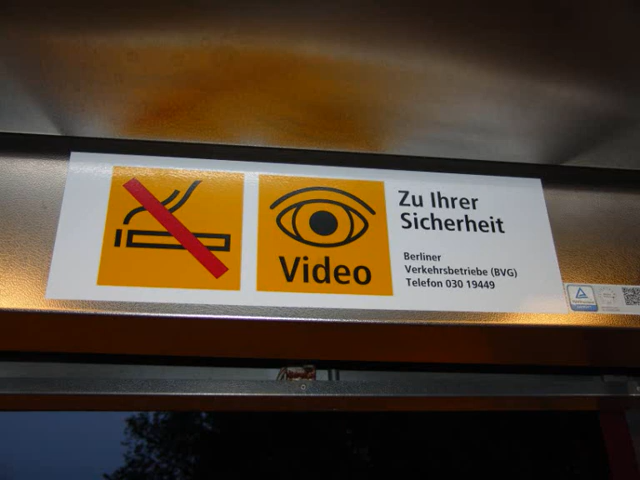 Video
Zu Ihrer
Sicherheit
Berliner
Verkehrsbetriebe (BVG)
Telefon 030 19449